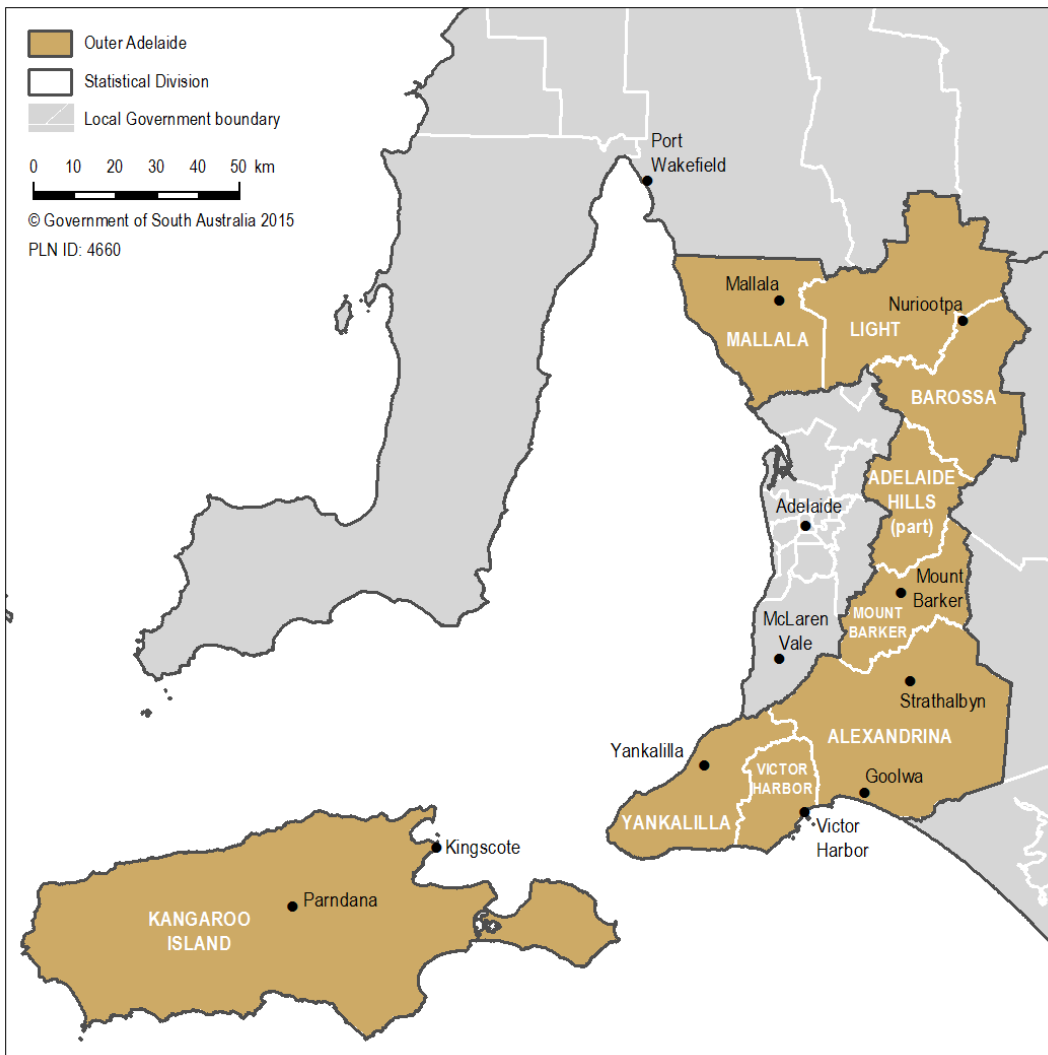 Outer Adelaide
Statistical Division
Local Government boundary
0 10 20 30 40 50 km
© Government of South Australia 2015
PLN ID: 4660
Port
Wakefield
Mallala
MALLALA
LIGHT
Nuriootpa
BAROSSA
ADELAIDE
HILLS
(part)
Adelaide
Mount
Barker
MOUNT
BARKER
McLaren
Vale
Strathalbyn
ALEXANDRINA
Yankalilla
VICTOR
HARBOR
Goolwa
YANKALILLA
Victor
Harbor
Kingscote
Parndana
KANGAROO
ISLAND